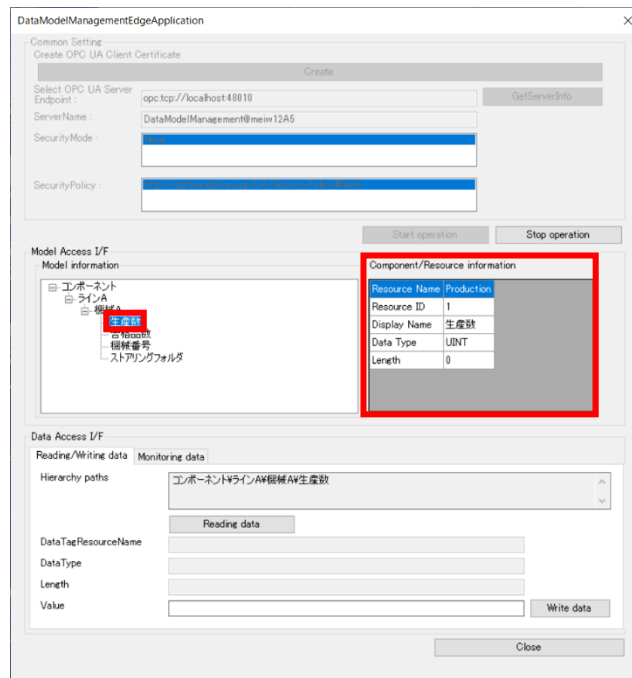 DataModelManagementEdgeApplication
Common Setting
Create OPC UA Client Certificate
Create
Select OPC UA Server
Endpoint :
opc.tcp://localhost:48010
GetServerInfo
ServerName :
DataModelManagement@meiw12A5
SecurityMode :
SecurityPolicy :
Start operation
Stop operation
Model Access I/F
Model information
コンポーネント
ラインA
機械A
生産数
合格品数
機械番号
ストアリングフォルダ
Component/Resource information
Resource Name Production
Resource ID 1
Display Name 生産数
Data Type UINT
Length 0
Data Access I/F
Reading/Writing data Monitoring data
Hierarchy paths
コンポーネント¥ラインA¥機械A¥生産数
Reading data
DataTagResourceName
DataType
Length
Value
Write data
Close